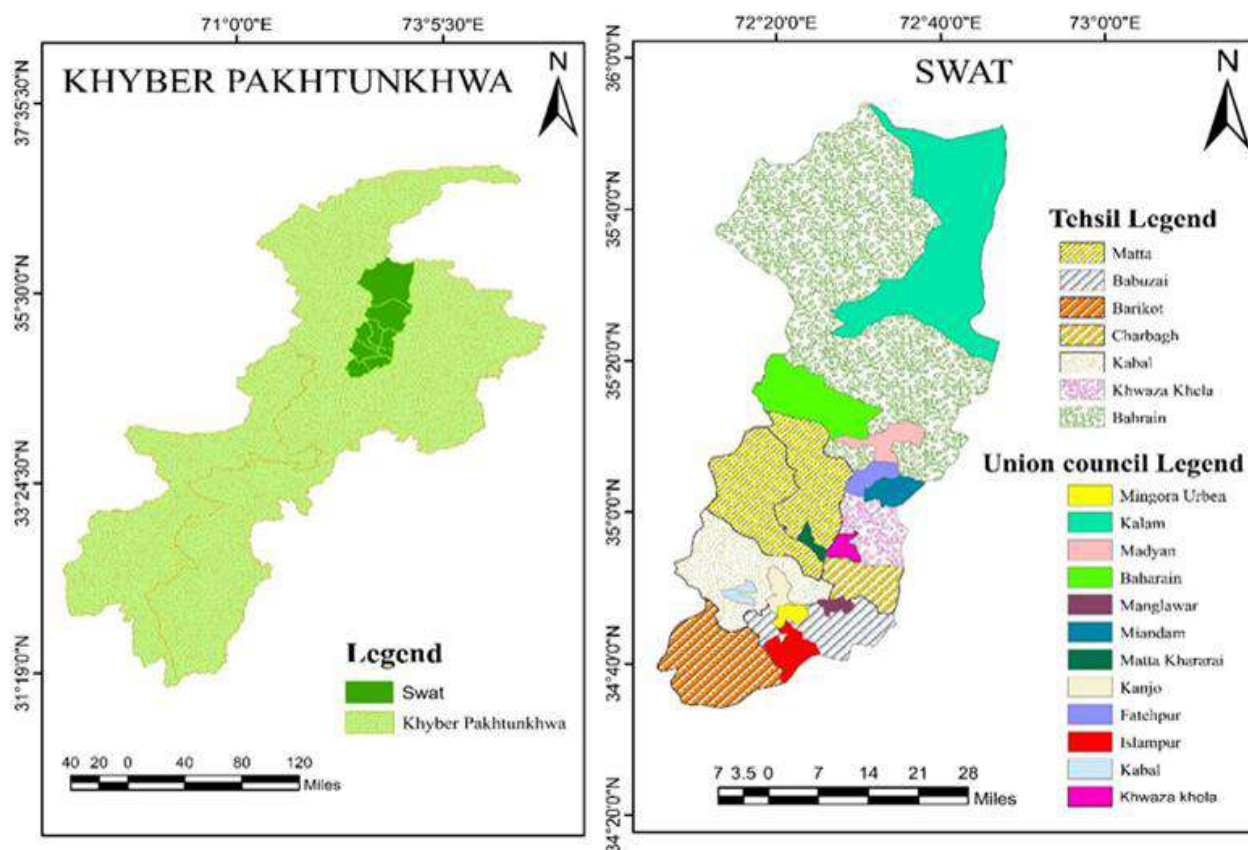 71°0'0"E
73°5'30"E
KHYBER PAKHTUNKHWA
N
37°35'30"N
35°30'0"N
33°24'30"N
31°19'0"N
Legend
Swat
Khyber Pakhtunkhwa
40 20 0 40 80 120
Miles
72°20'0"E
72°40'0"E
73°0'0"E
SWAT
N
36°0'0"N
35°40'0"N
35°20'0"N
35°0'0"N
34°40'0"N
34°20'0"N
Tehsil Legend
Matta
Babuzai
Barikot
Charbagh
Kabal
Khwaza Khela
Bahrain
Union council Legend
Mingora Urben
Kalam
Madyan
Baharain
Manglawar
Miandam
Matta Khararai
Kanjo
Fatehpur
Islampur
Kabal
Khwaza khela
7 3.5 0 7 14 21 28
Miles